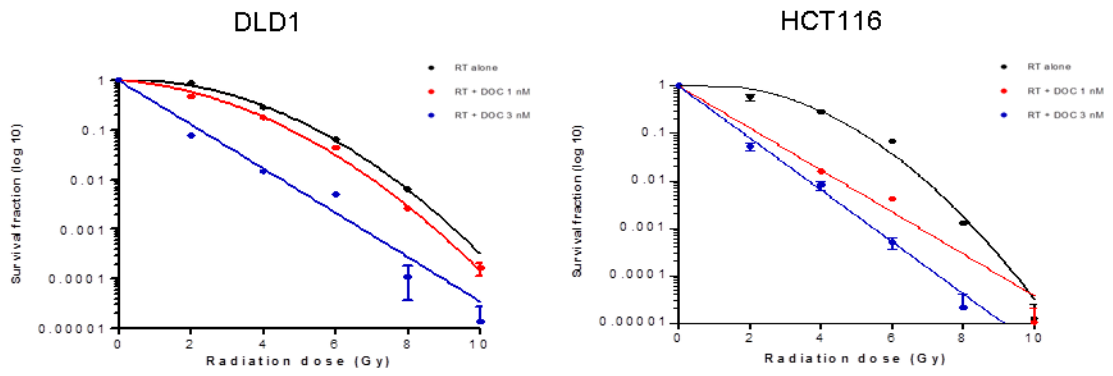 DLD1
RT alone
RT + DOC 1 nM
RT + DOC 3 nM
Survival fraction (log 10)
1
0.1
0.01
0.001
0.0001
0.00001
0 2 4 6 8 10
Radiation dose (Gy)
HCT116
RT alone
RT + DOC 1 nM
RT + DOC 3 nM
Survival fraction (log 10)
1
0.1
0.01
0.001
0.0001
0.00001
0 2 4 6 8 10
Radiation dose (Gy)